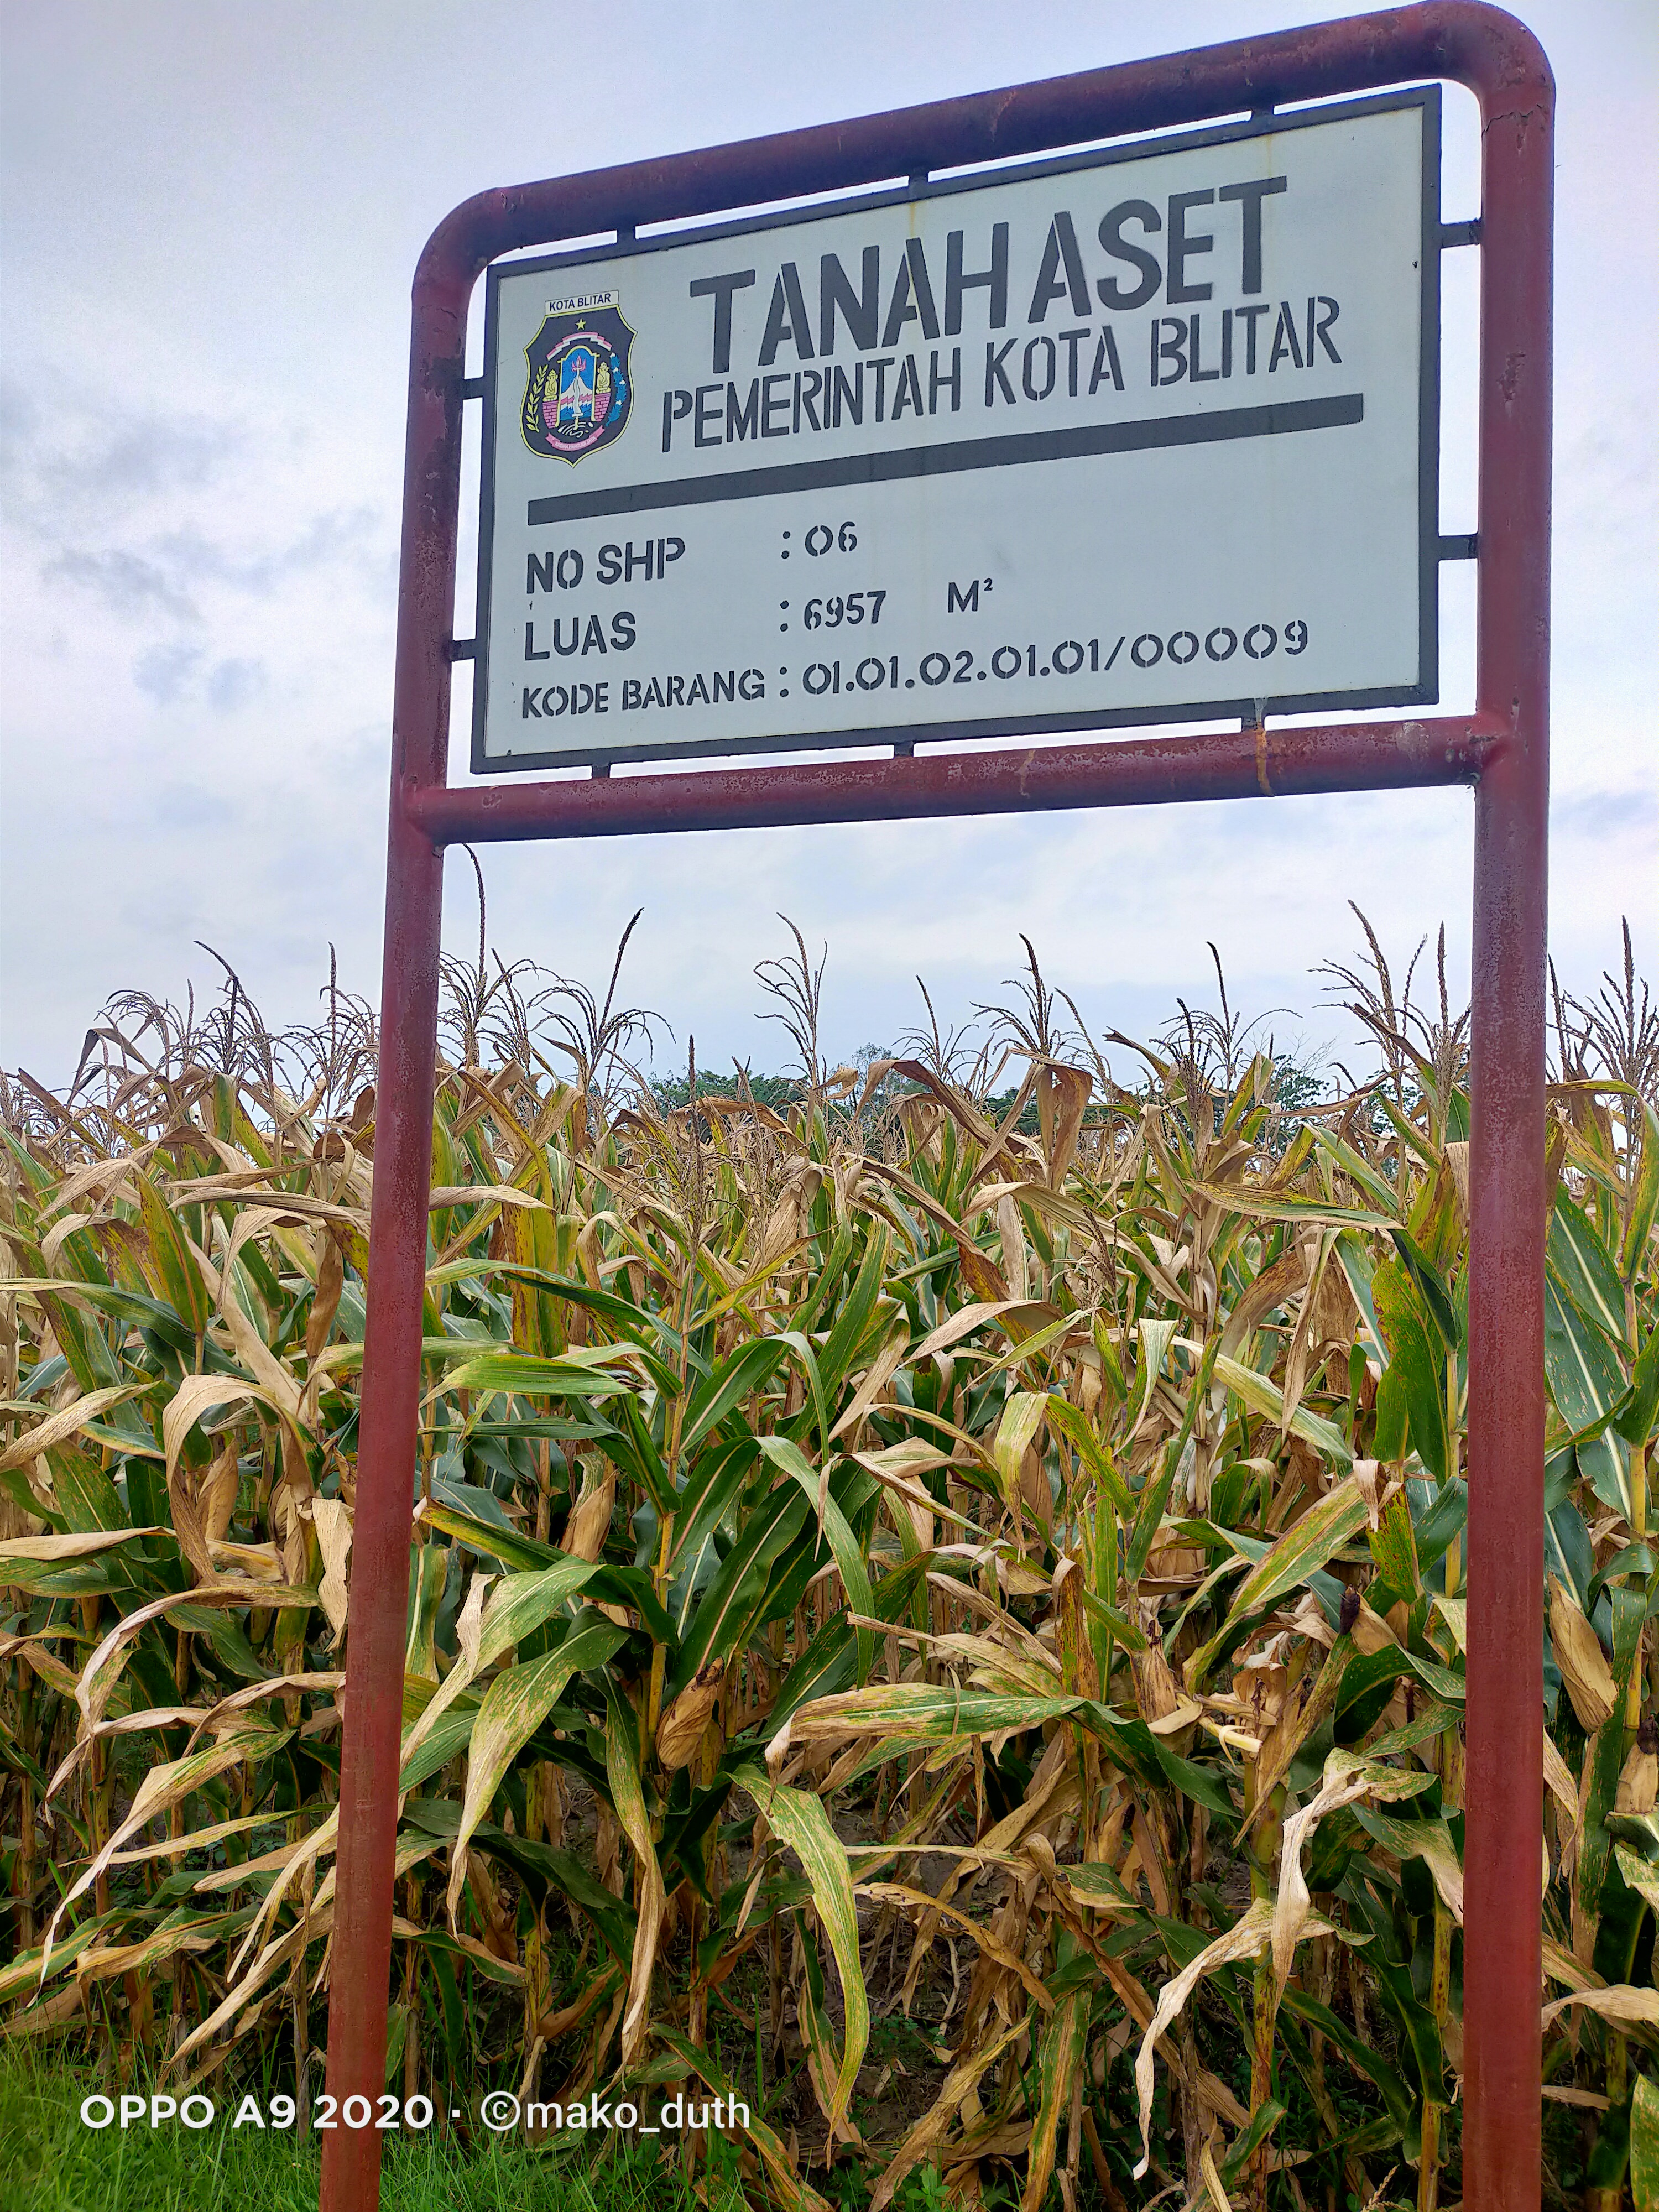 KOTA BLITAR
TANAH ASET
PEMERINTAH KOTA BLITAR
NO SHP : 06
LUAS : 6957 M²
KODE BARANG : 01.01.02.01.01/00009
OPPO A9 2020 · ©mako_duth